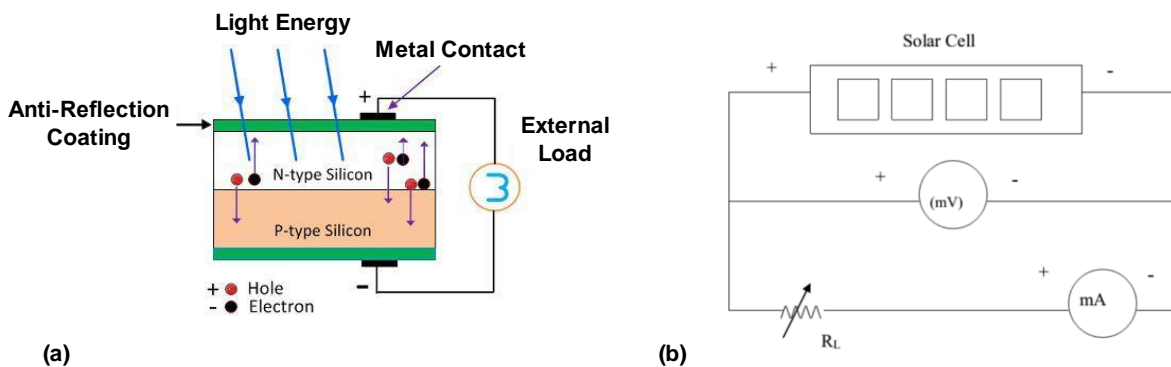 Light Energy
Metal Contact
Anti-Reflection
Coating
+
External
Load
N-type Silicon
P-type Silicon
-
+ Hole
- Electron
(a)
Solar Cell
+ -
+ (mV) -
+ mA -
R_L
(b)